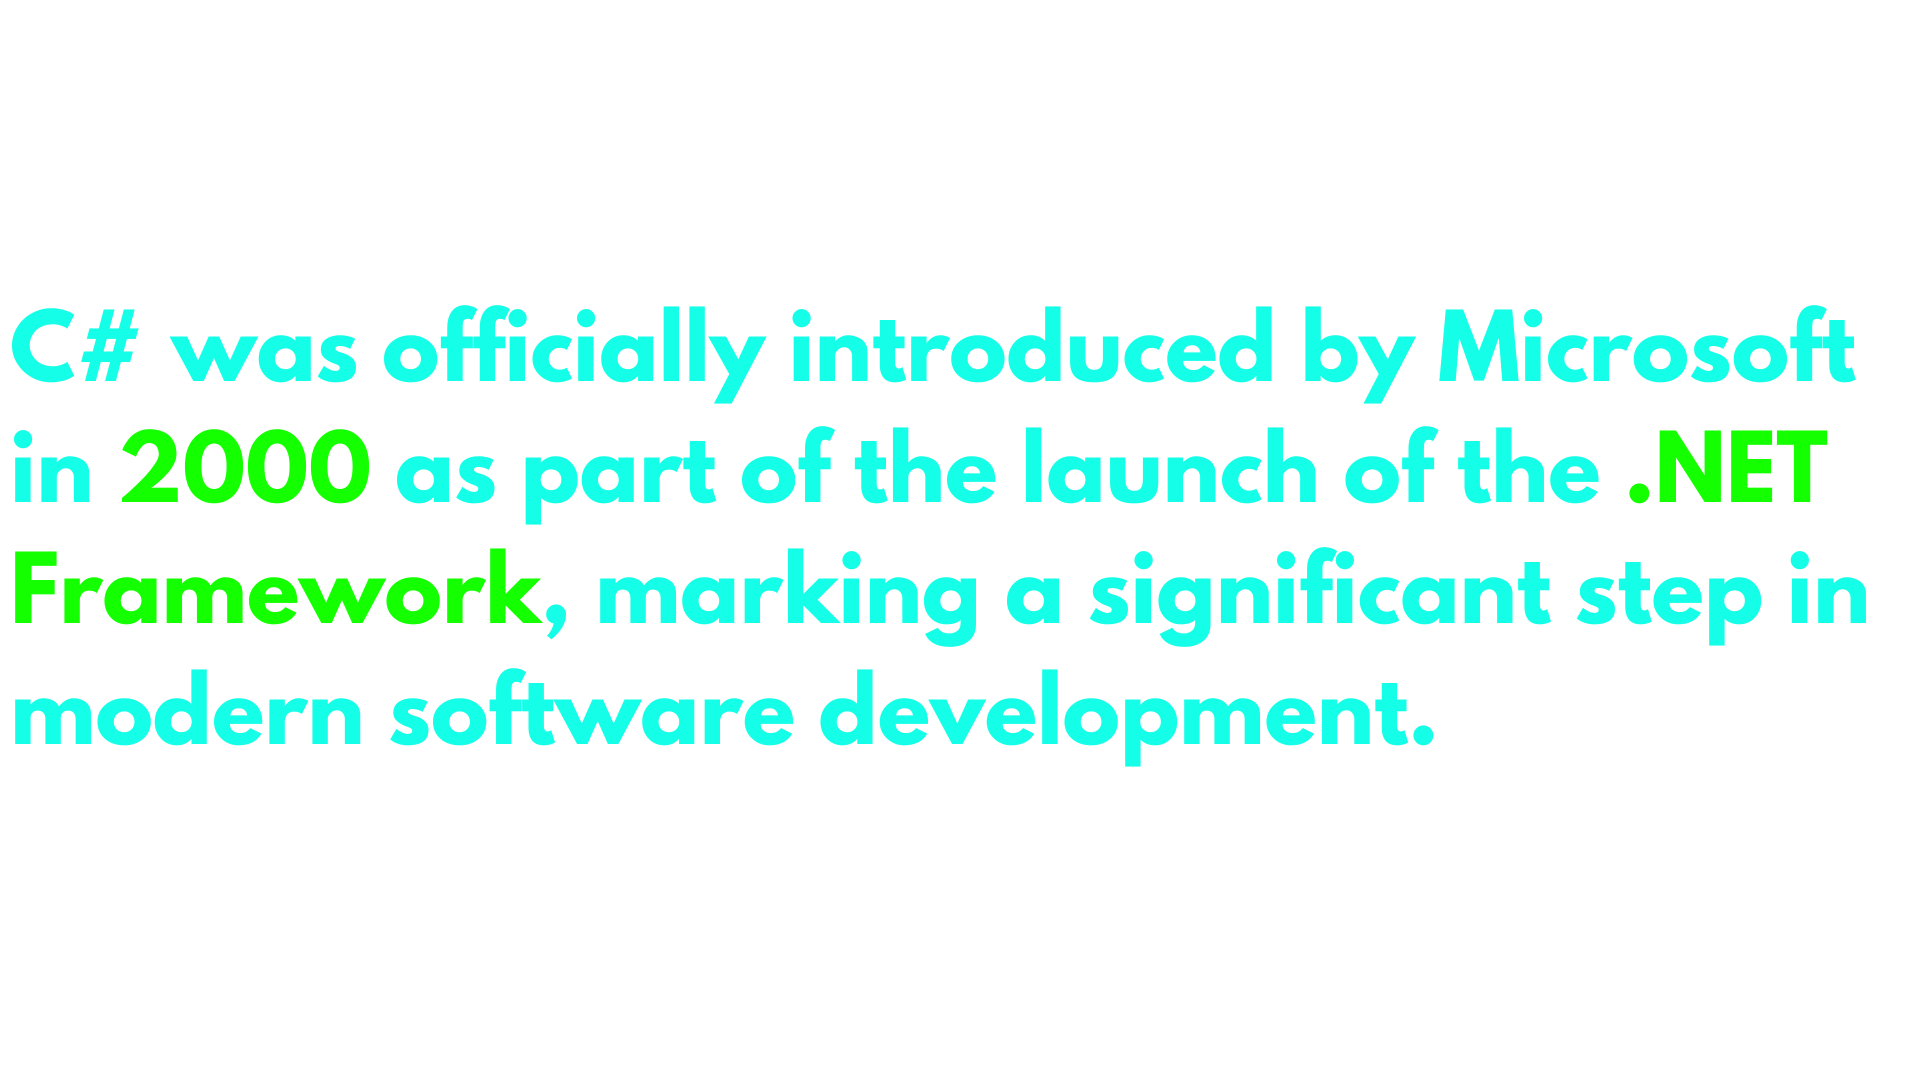 C# was officially introduced by Microsoft
in 2000 as part of the launch of the .NET
Framework, marking a significant step in
modern software development.